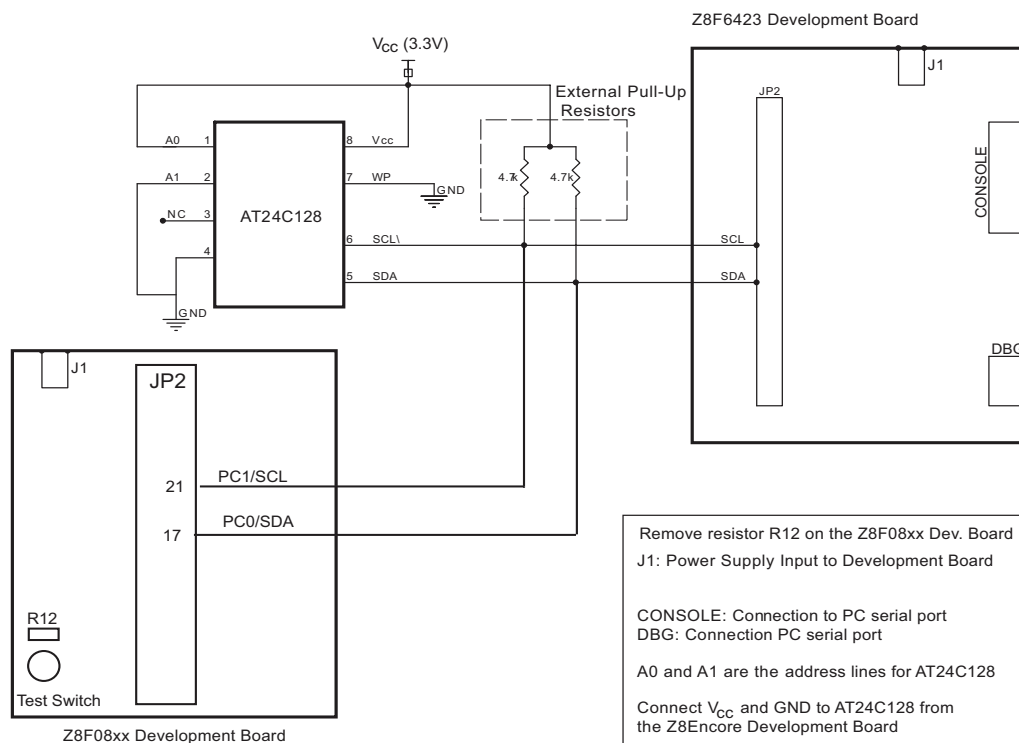 Z8F6423 Development Board
VCC (3.3V)
J1
External Pull-Up
Resistors
JP2
CONSOLE
A0 1
8 Vcc
A1 2
7 WP
GND
4.7k
4.7k
NC 3
AT24C128
4
6 SCL\
SCL
5 SDA
SDA
GND
DBG
J1
JP2
21 PC1/SCL
17 PC0/SDA
R12
Test Switch
Z8F08xx Development Board
Remove resistor R12 on the Z8F08xx Dev. Board
J1: Power Supply Input to Development Board
CONSOLE: Connection to PC serial port
DBG: Connection PC serial port
A0 and A1 are the address lines for AT24C128
Connect VCC and GND to AT24C128 from
the Z8Encore Development Board